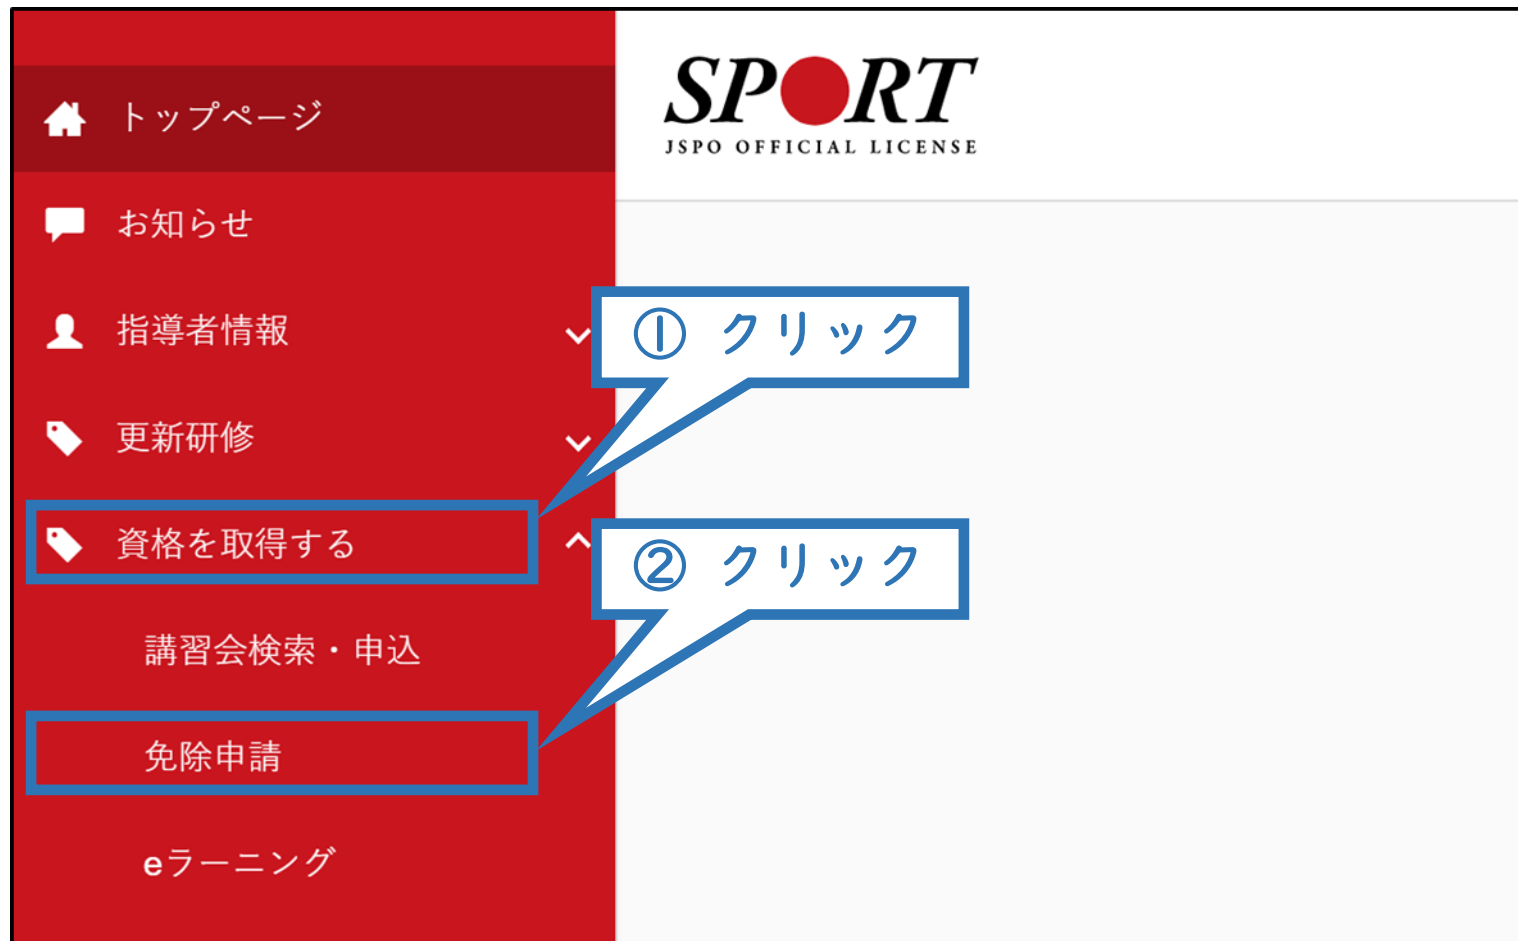 トップページ
お知らせ
指導者情報
更新研修
資格を取得する
講習会検索・申込
免除申請
eラーニング
SPORT
JSPO OFFICIAL LICENSE
① クリック
② クリック